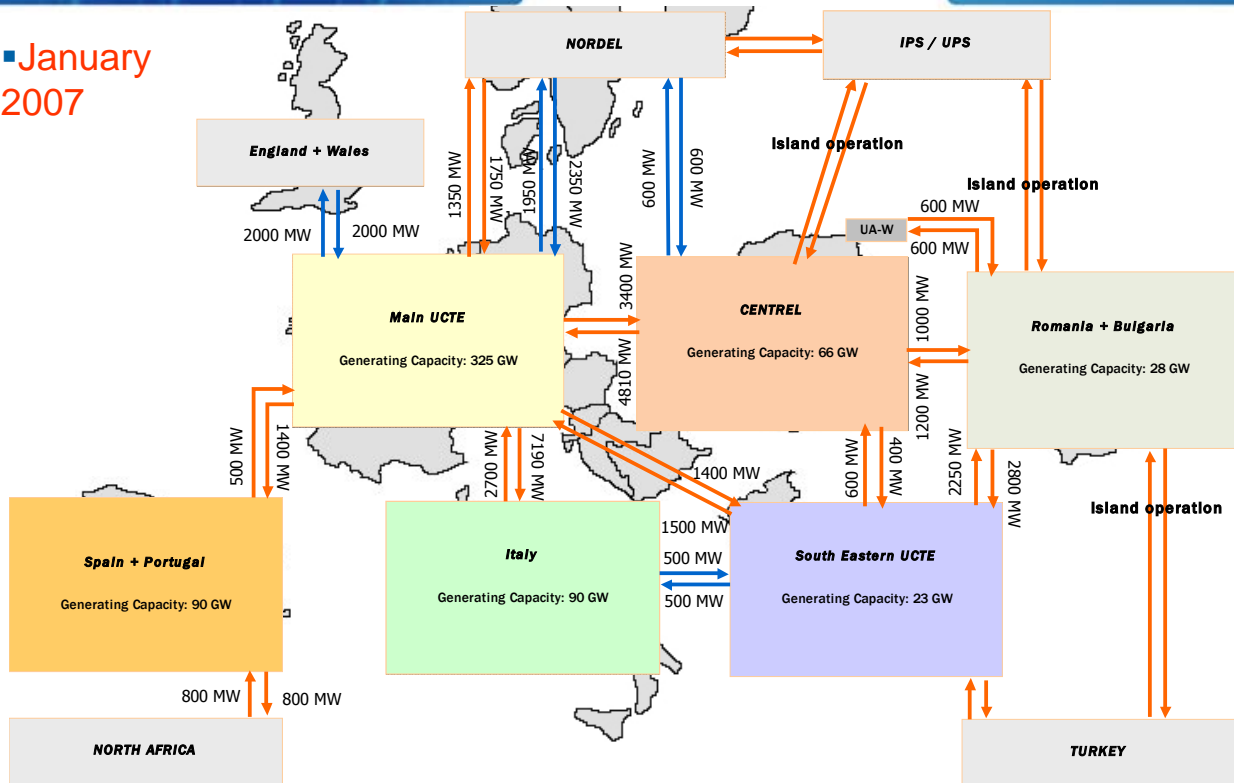 ▪January
2007
NORDEL
IPS / UPS
England + Wales
Island operation
Island operation
1350 MW
1750 MW
1950 MW
2350 MW
600 MW
600 MW
2000 MW
2000 MW
UA-W
600 MW
600 MW
Main UCTE
Generating Capacity: 325 GW
3400 MW
4810 MW
CENTREL
Generating Capacity: 66 GW
1000 MW
1200 MW
Romania + Bulgaria
Generating Capacity: 28 GW
500 MW
1400 MW
2700 MW
7190 MW
1400 MW
1500 MW
600 MW
400 MW
2250 MW
2800 MW
Island operation
Spain + Portugal
Generating Capacity: 90 GW
Italy
Generating Capacity: 90 GW
500 MW
500 MW
South Eastern UCTE
Generating Capacity: 23 GW
800 MW
800 MW
NORTH AFRICA
TURKEY